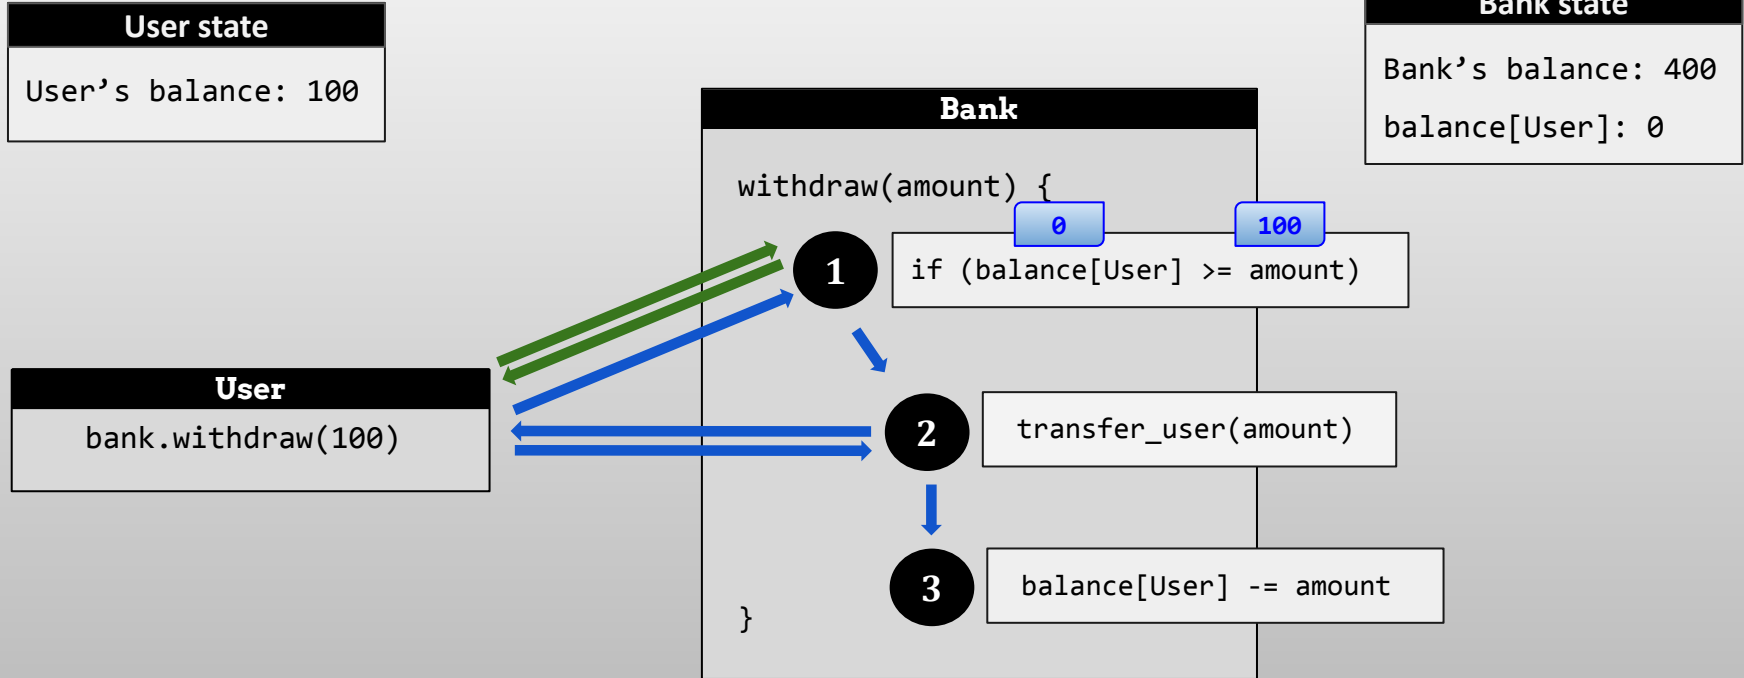 User state
User’s balance: 100
Bank state
Bank’s balance: 400
balance[User]: 0
Bank
withdraw(amount) {
0
100
1
if (balance[User] >= amount)
User
bank.withdraw(100)
2
transfer_user(amount)
3
balance[User] -= amount
}